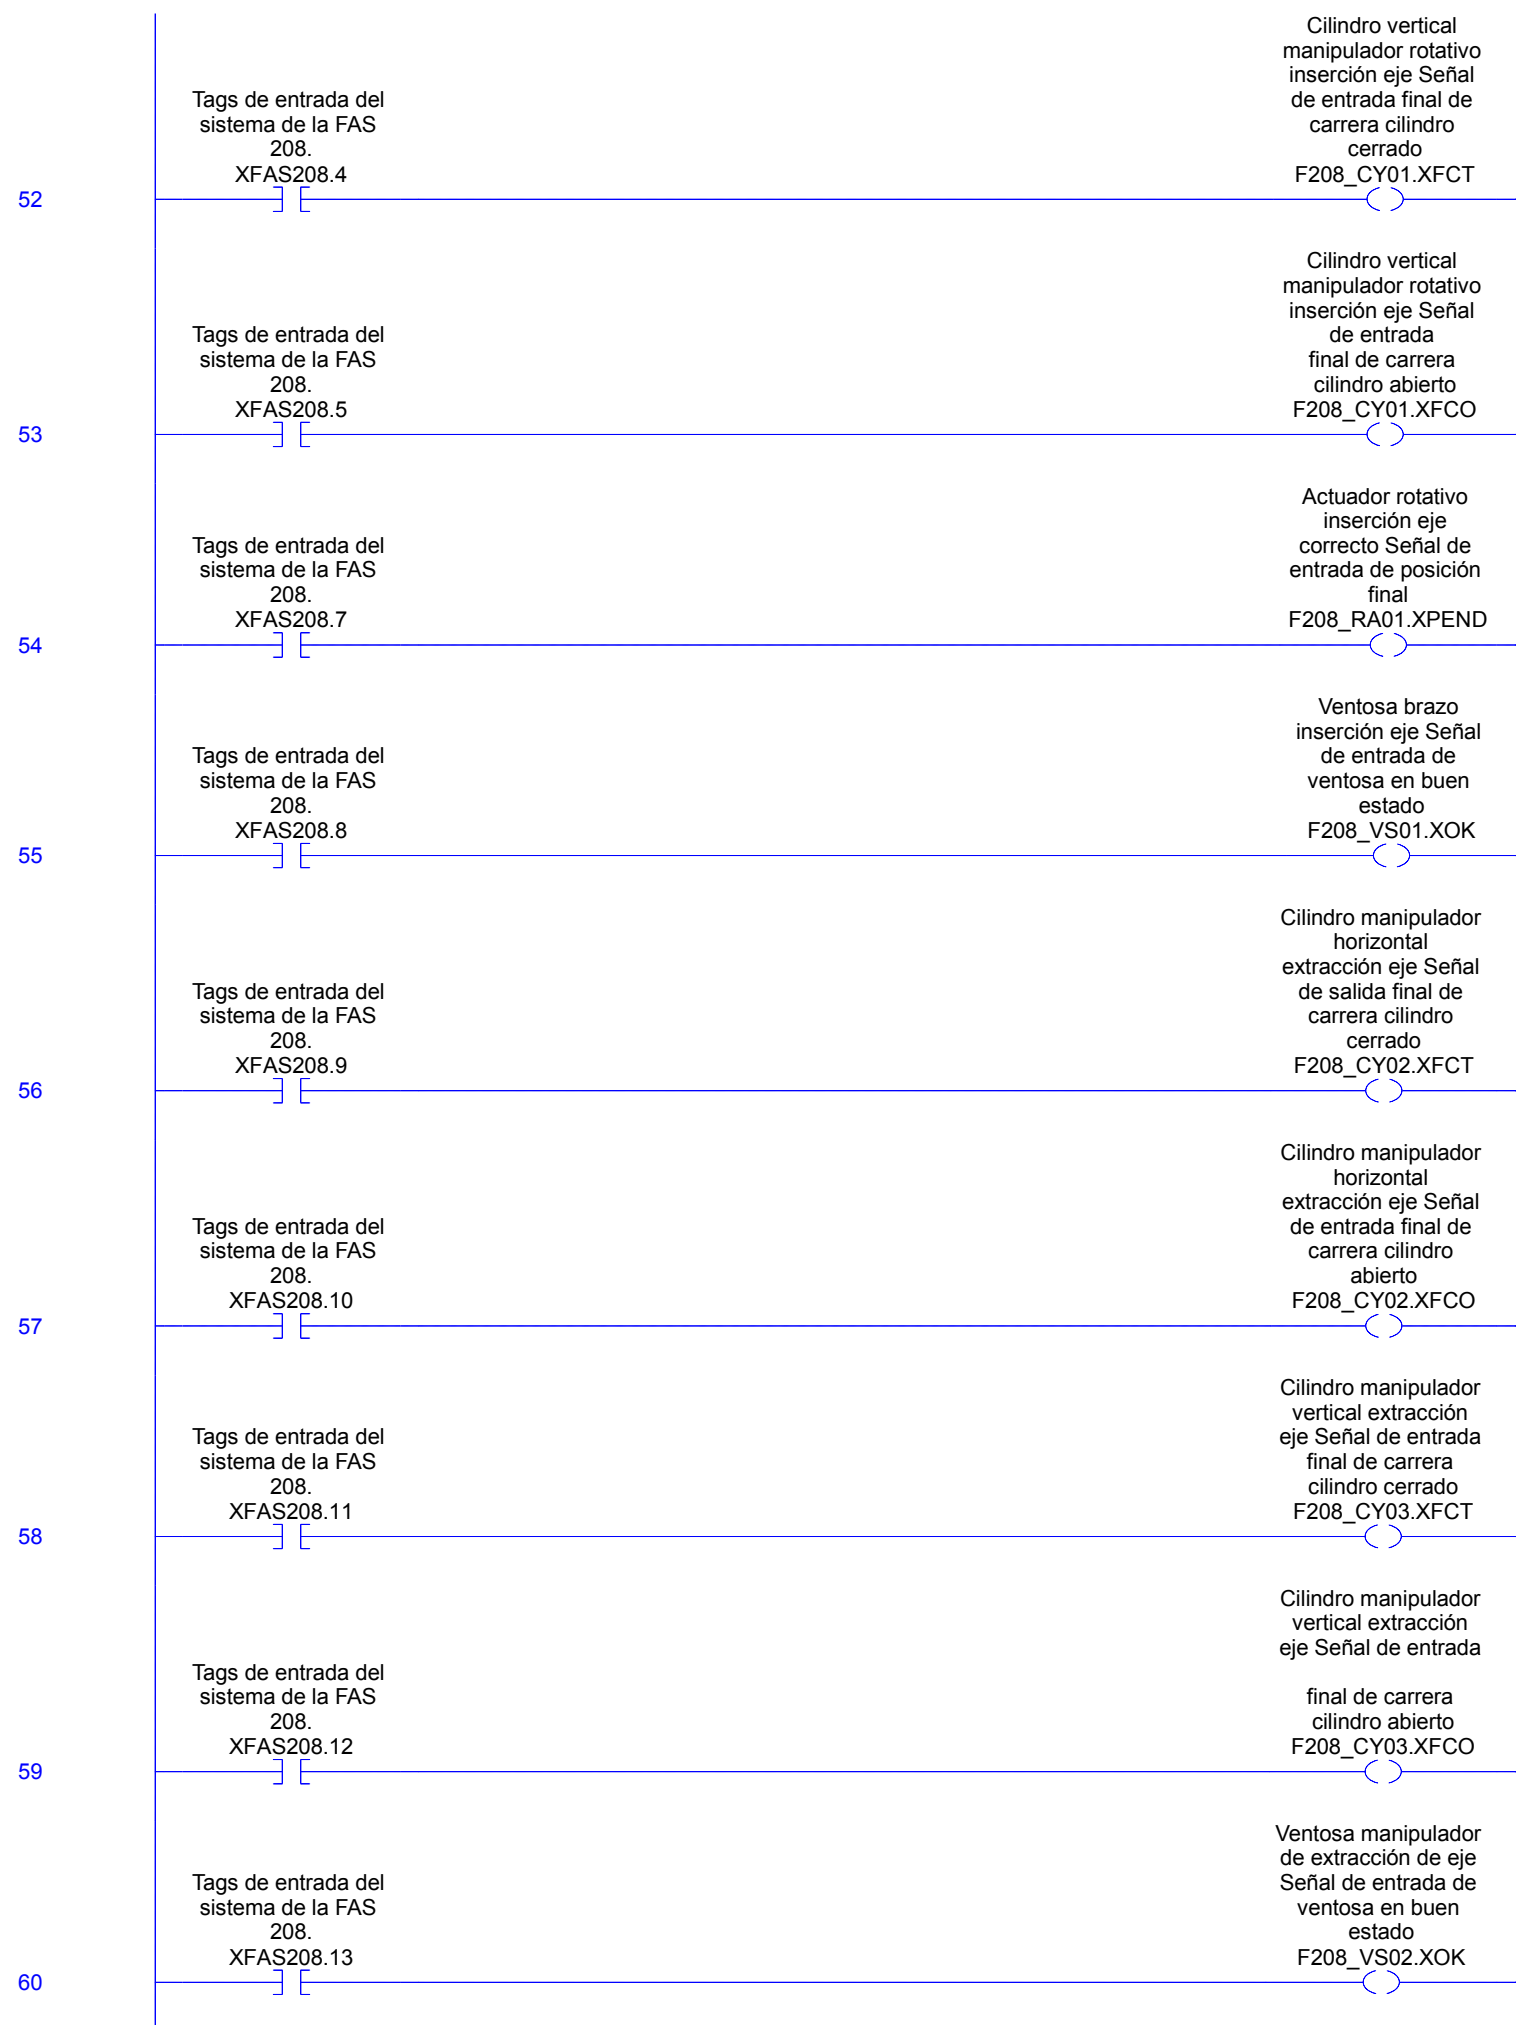 Cilindro vertical
manipulador rotativo
inserción eje Señal
de entrada final de
carrera cilindro
cerrado
F208_CY01.XFCT
Tags de entrada del
sistema de la FAS
208.
XFAS208.4
52
Cilindro vertical
manipulador rotativo
inserción eje Señal
de entrada
final de carrera
cilindro abierto
F208_CY01.XFCO
Tags de entrada del
sistema de la FAS
208.
XFAS208.5
53
Actuador rotativo
inserción eje
correcto Señal de
entrada de posición
final
F208_RA01.XPEND
Tags de entrada del
sistema de la FAS
208.
XFAS208.7
54
Ventosa brazo
inserción eje Señal
de entrada de
ventosa en buen
estado
F208_VS01.XOK
Tags de entrada del
sistema de la FAS
208.
XFAS208.8
55
Cilindro manipulador
horizontal
extracción eje Señal
de salida final de
carrera cilindro
cerrado
F208_CY02.XFCT
Tags de entrada del
sistema de la FAS
208.
XFAS208.9
56
Cilindro manipulador
horizontal
extracción eje Señal
de entrada final de
carrera cilindro
abierto
F208_CY02.XFCO
Tags de entrada del
sistema de la FAS
208.
XFAS208.10
57
Cilindro manipulador
vertical extracción
eje Señal de entrada
final de carrera
cilindro cerrado
F208_CY03.XFCT
Tags de entrada del
sistema de la FAS
208.
XFAS208.11
58
Cilindro manipulador
vertical extracción
eje Señal de entrada
final de carrera
cilindro abierto
F208_CY03.XFCO
Tags de entrada del
sistema de la FAS
208.
XFAS208.12
59
Ventosa manipulador
de extracción de eje
Señal de entrada de
ventosa en buen
estado
F208_VS02.XOK
Tags de entrada del
sistema de la FAS
208.
XFAS208.13
60